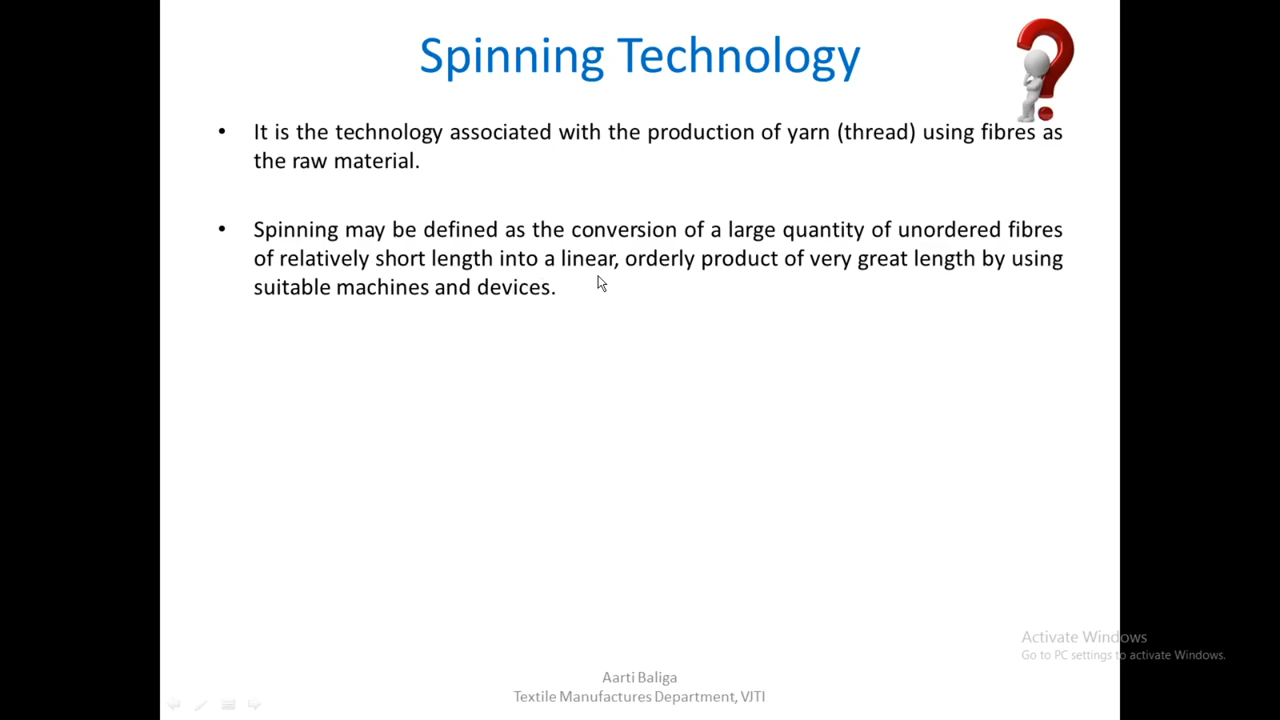 Spinning Technology
• It is the technology associated with the production of yarn (thread) using fibres as
the raw material.
• Spinning may be defined as the conversion of a large quantity of unordered fibres
of relatively short length into a linear, orderly product of very great length by using
suitable machines and devices.
Activate Windows
Go to PC settings to activate Windows.
Aarti Baliga
Textile Manufactures Department, VJTI